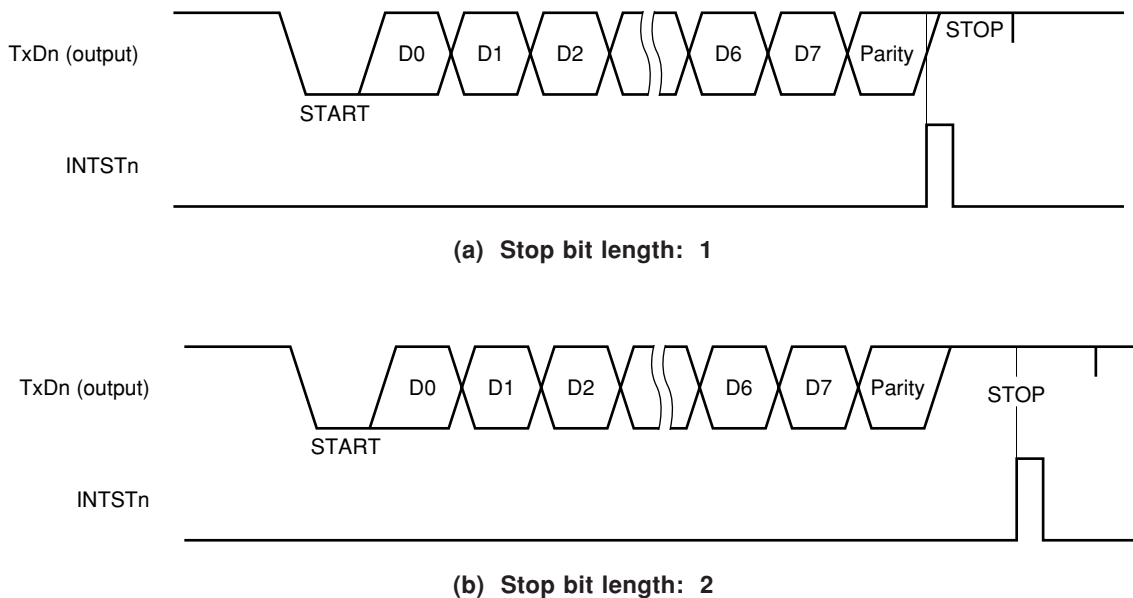 STOP
TxDn (output) D0 D1 D2 D6 D7 Parity
START
INTSTn
(a) Stop bit length: 1
TxDn (output) D0 D1 D2 D6 D7 Parity STOP
START
INTSTn
(b) Stop bit length: 2